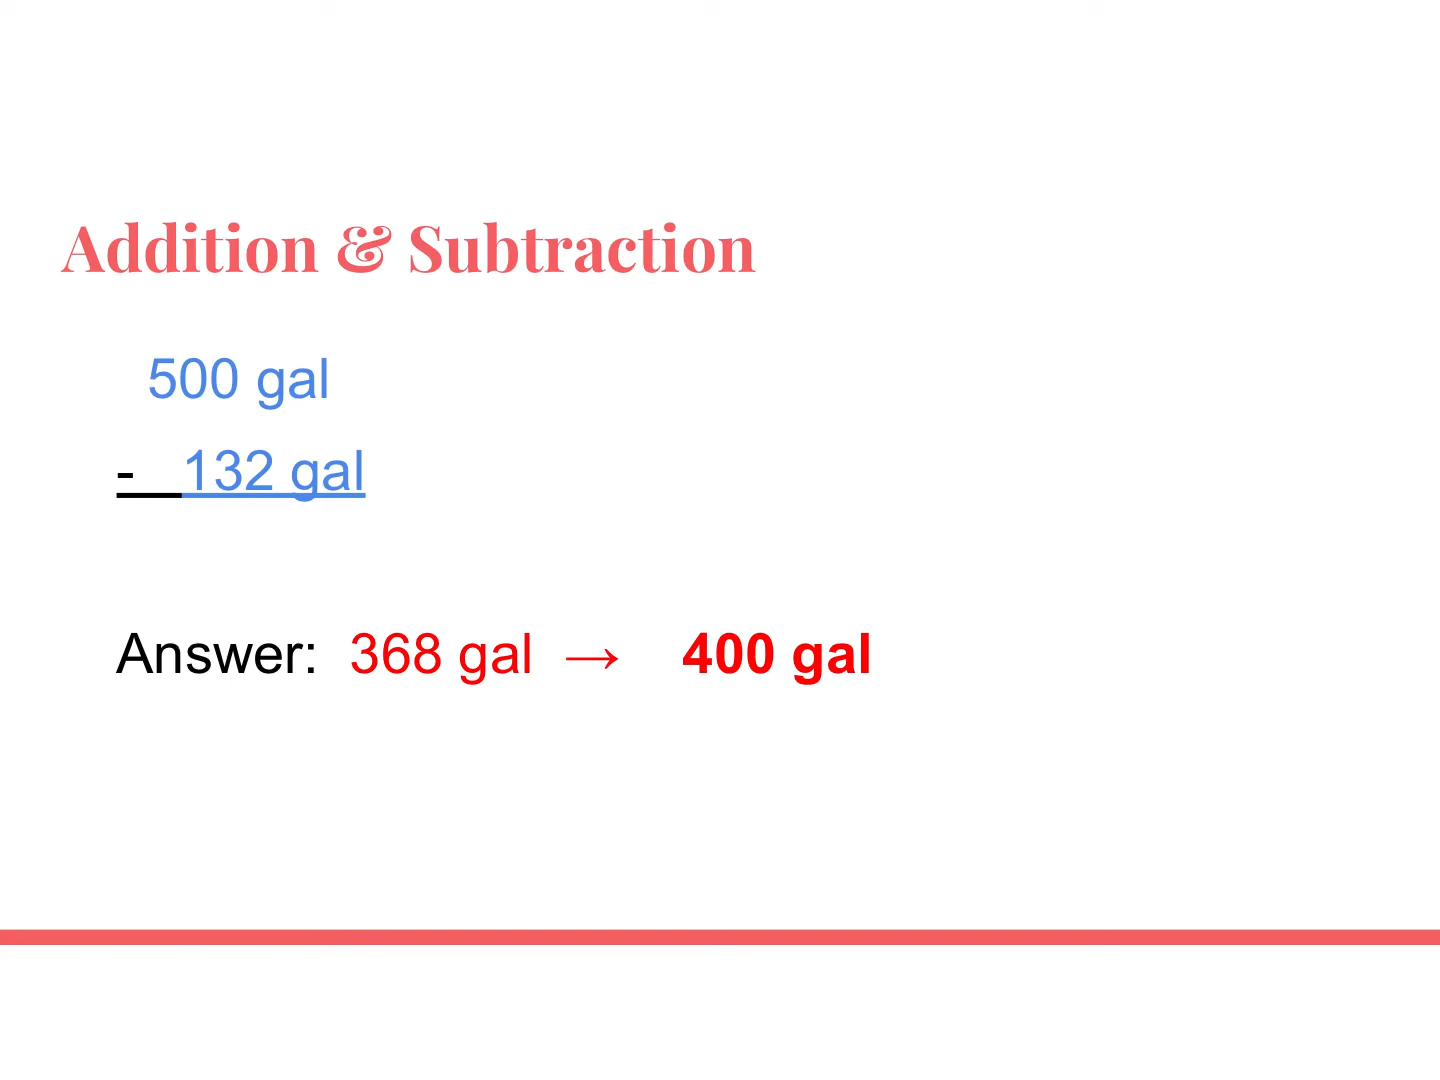 Addition & Subtraction
500 gal
- 132 gal
Answer: 368 gal → 400 gal